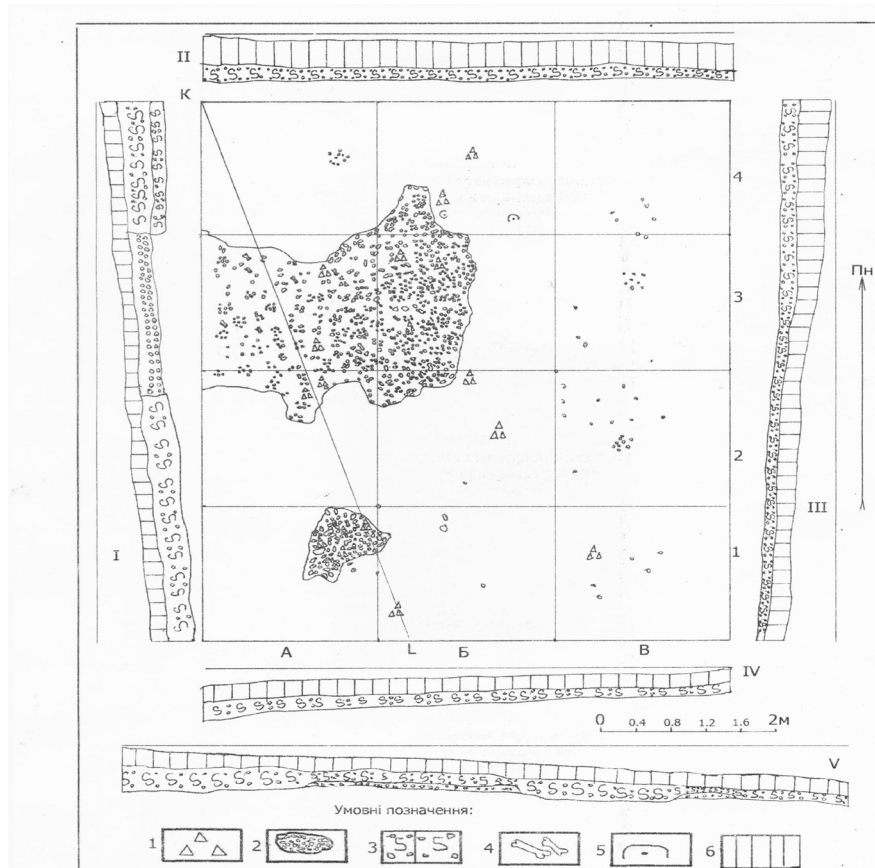 II
K
4
Пн
3
2
III
I
1
А
L
Б
В
IV
0 0.4 0.8 1.2 1.6 2м
V
Умовні позначення:
1
2
3
4
5
6